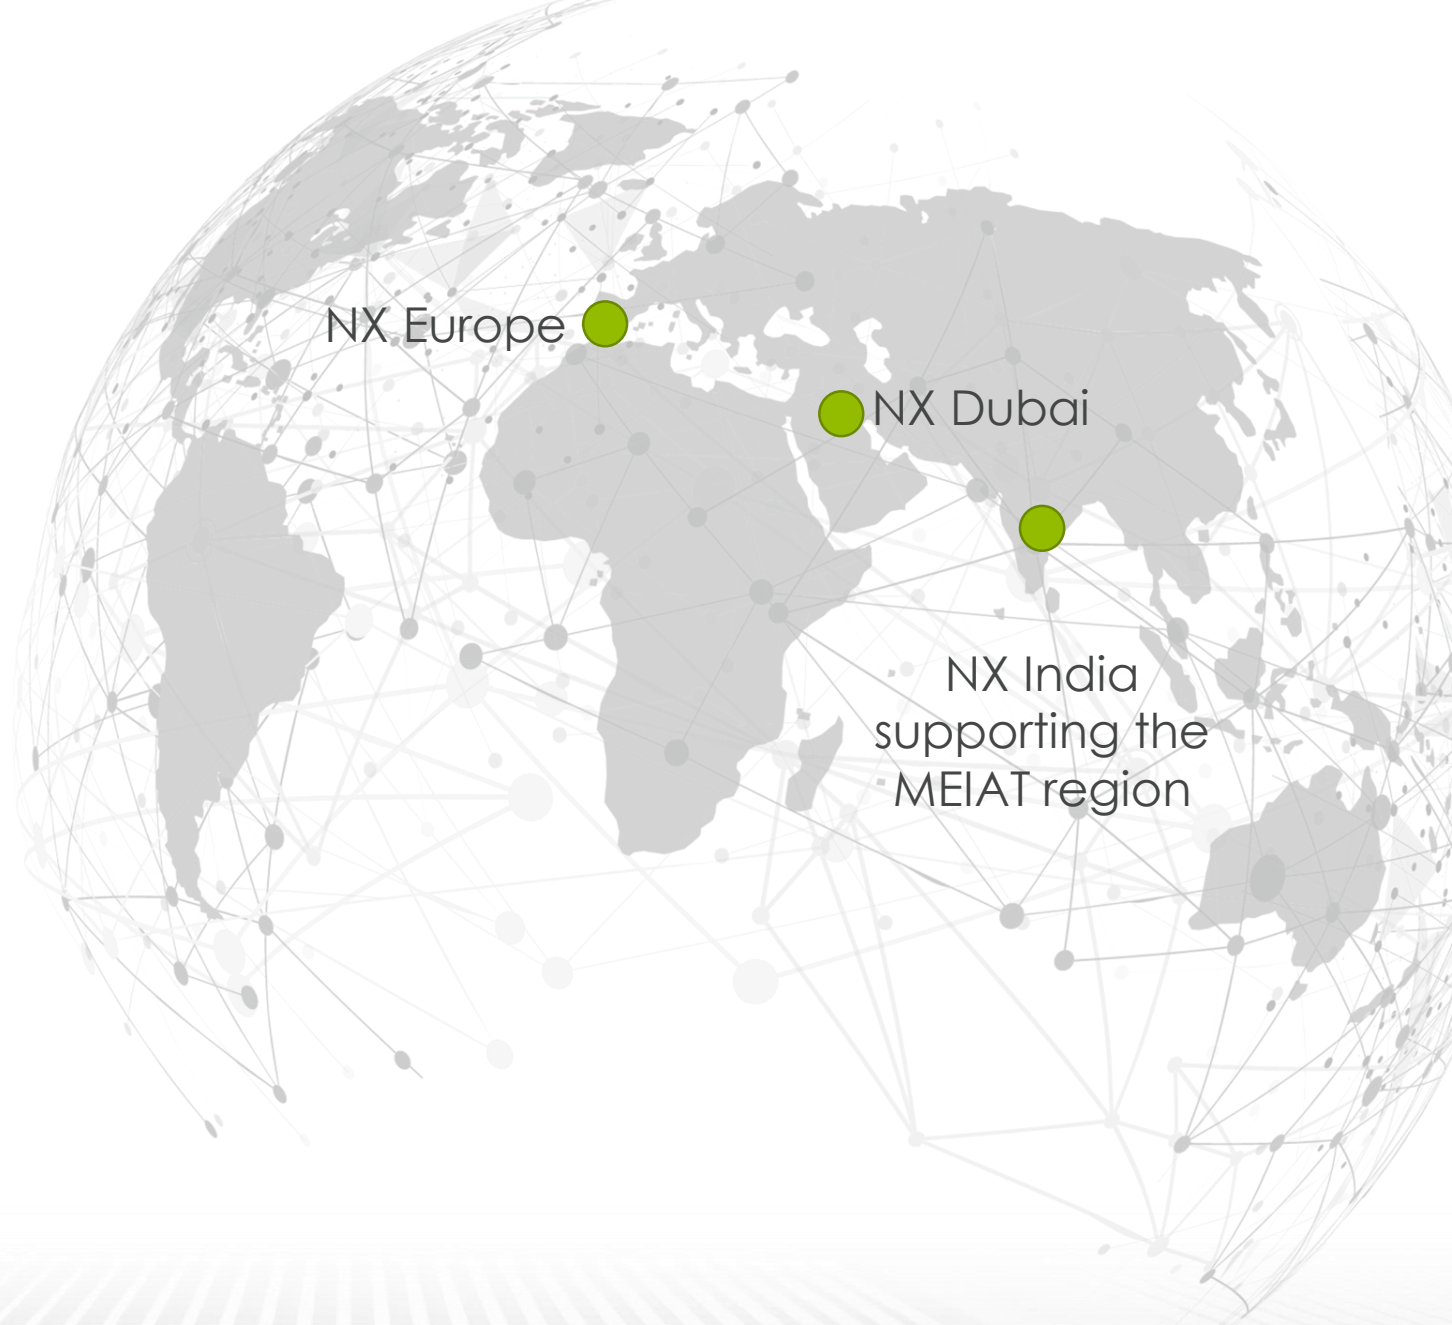 NX Europe
NX Dubai
NX India
supporting the
MEIAT region